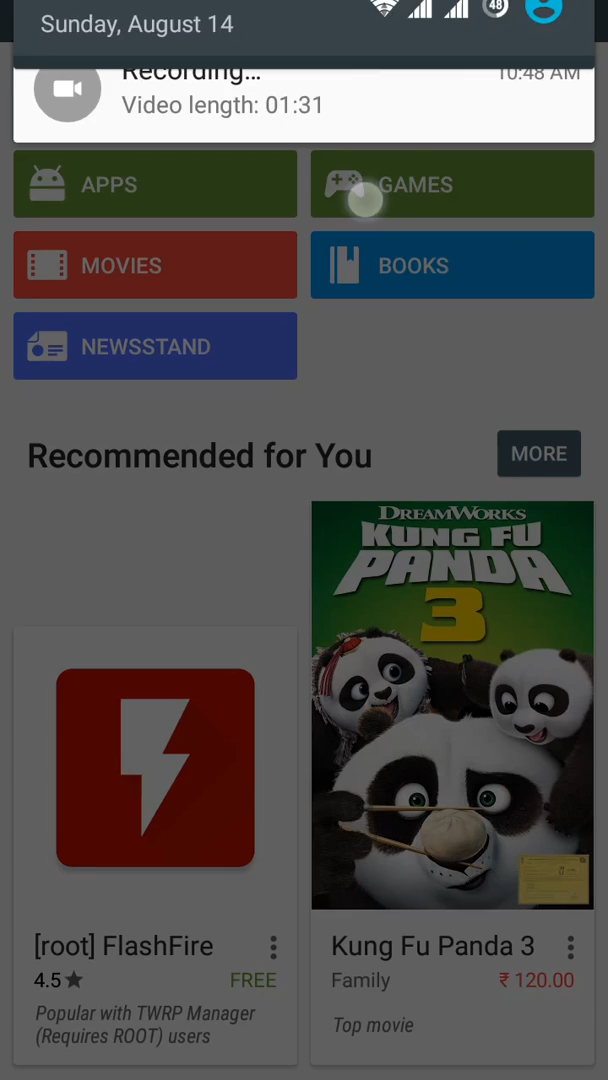 48
Sunday, August 14
Recording...
10:48 AM
Video length: 01:31
APPS
GAMES
MOVIES
BOOKS
NEWSSTAND
Recommended for You
MORE
DREAMWORKS
KUNG FU
PANDA
3
[root] FlashFire
4.5★
FREE
Popular with TWRP Manager
(Requires ROOT) users
Kung Fu Panda 3
Family
₹ 120.00
Top movie